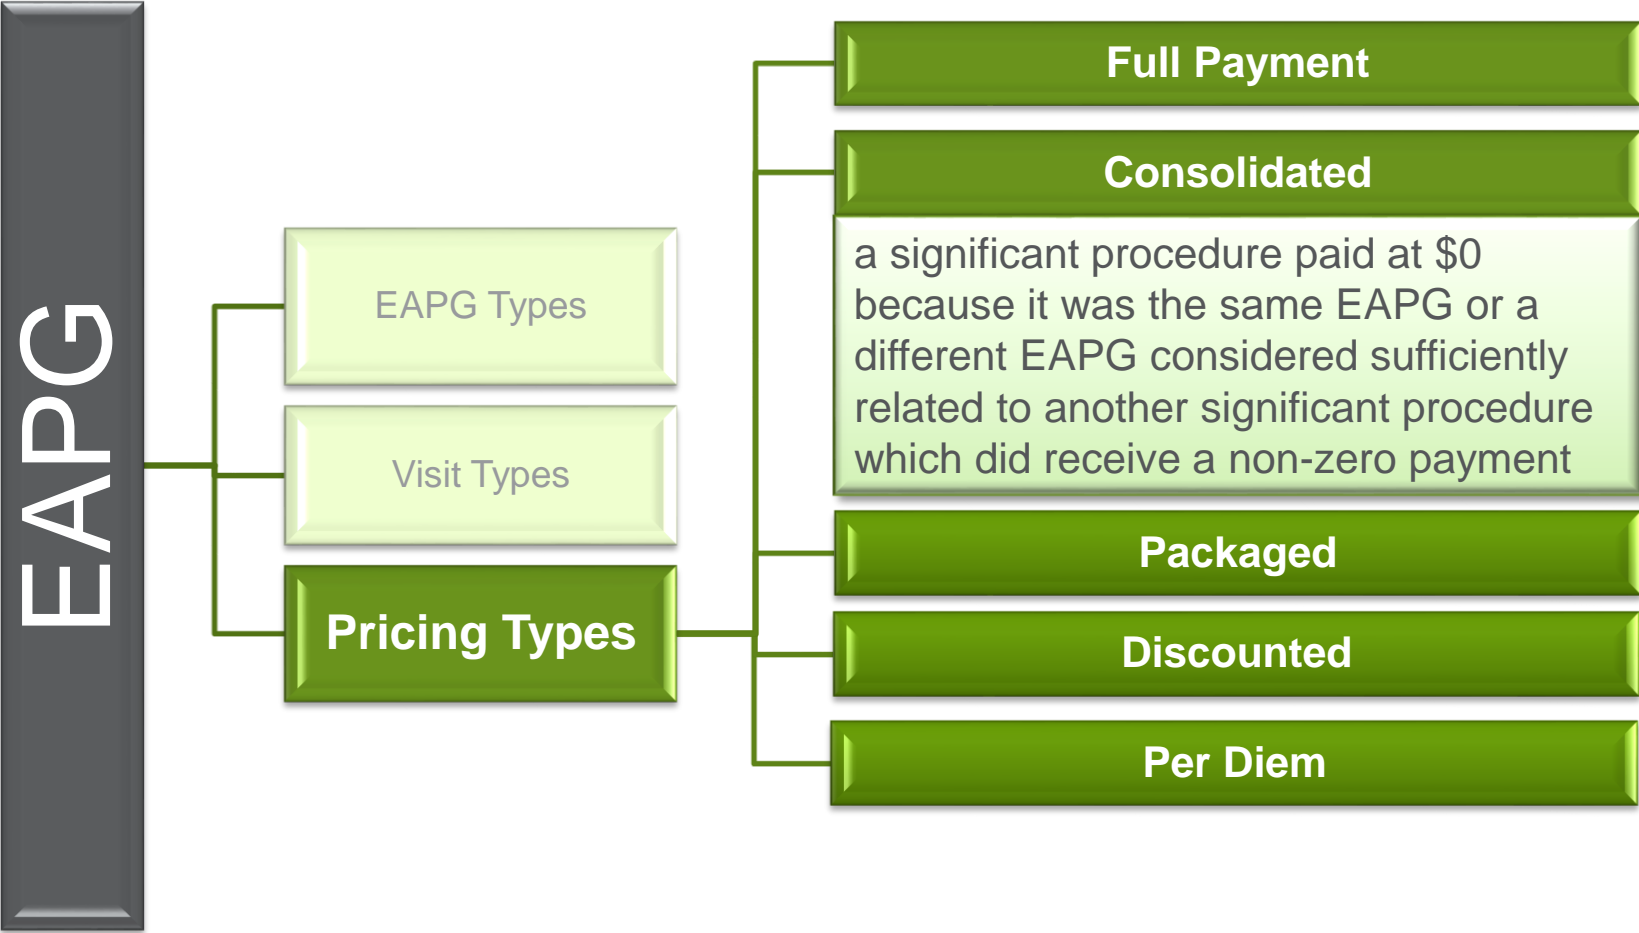 EAPG
EAPG Types
Visit Types
Pricing Types
Full Payment
Consolidated
a significant procedure paid at $0
because it was the same EAPG or a
different EAPG considered sufficiently
related to another significant procedure
which did receive a non-zero payment
Packaged
Discounted
Per Diem